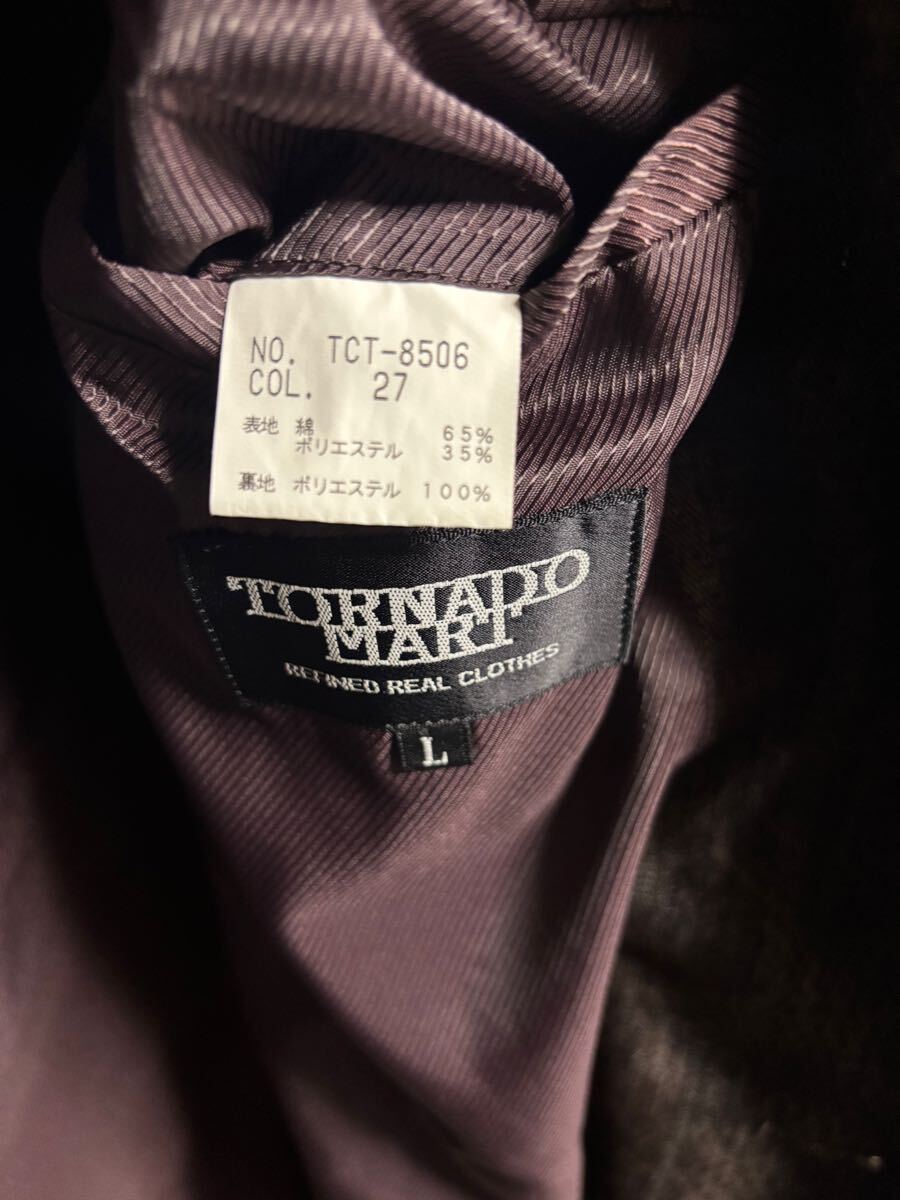 NO. TCT-8506
COL. 27
表地 綿 65%
ポリエステル 35%
裏地 ポリエステル 100%
TORNADO
MART
REFINED REAL CLOTHES
L